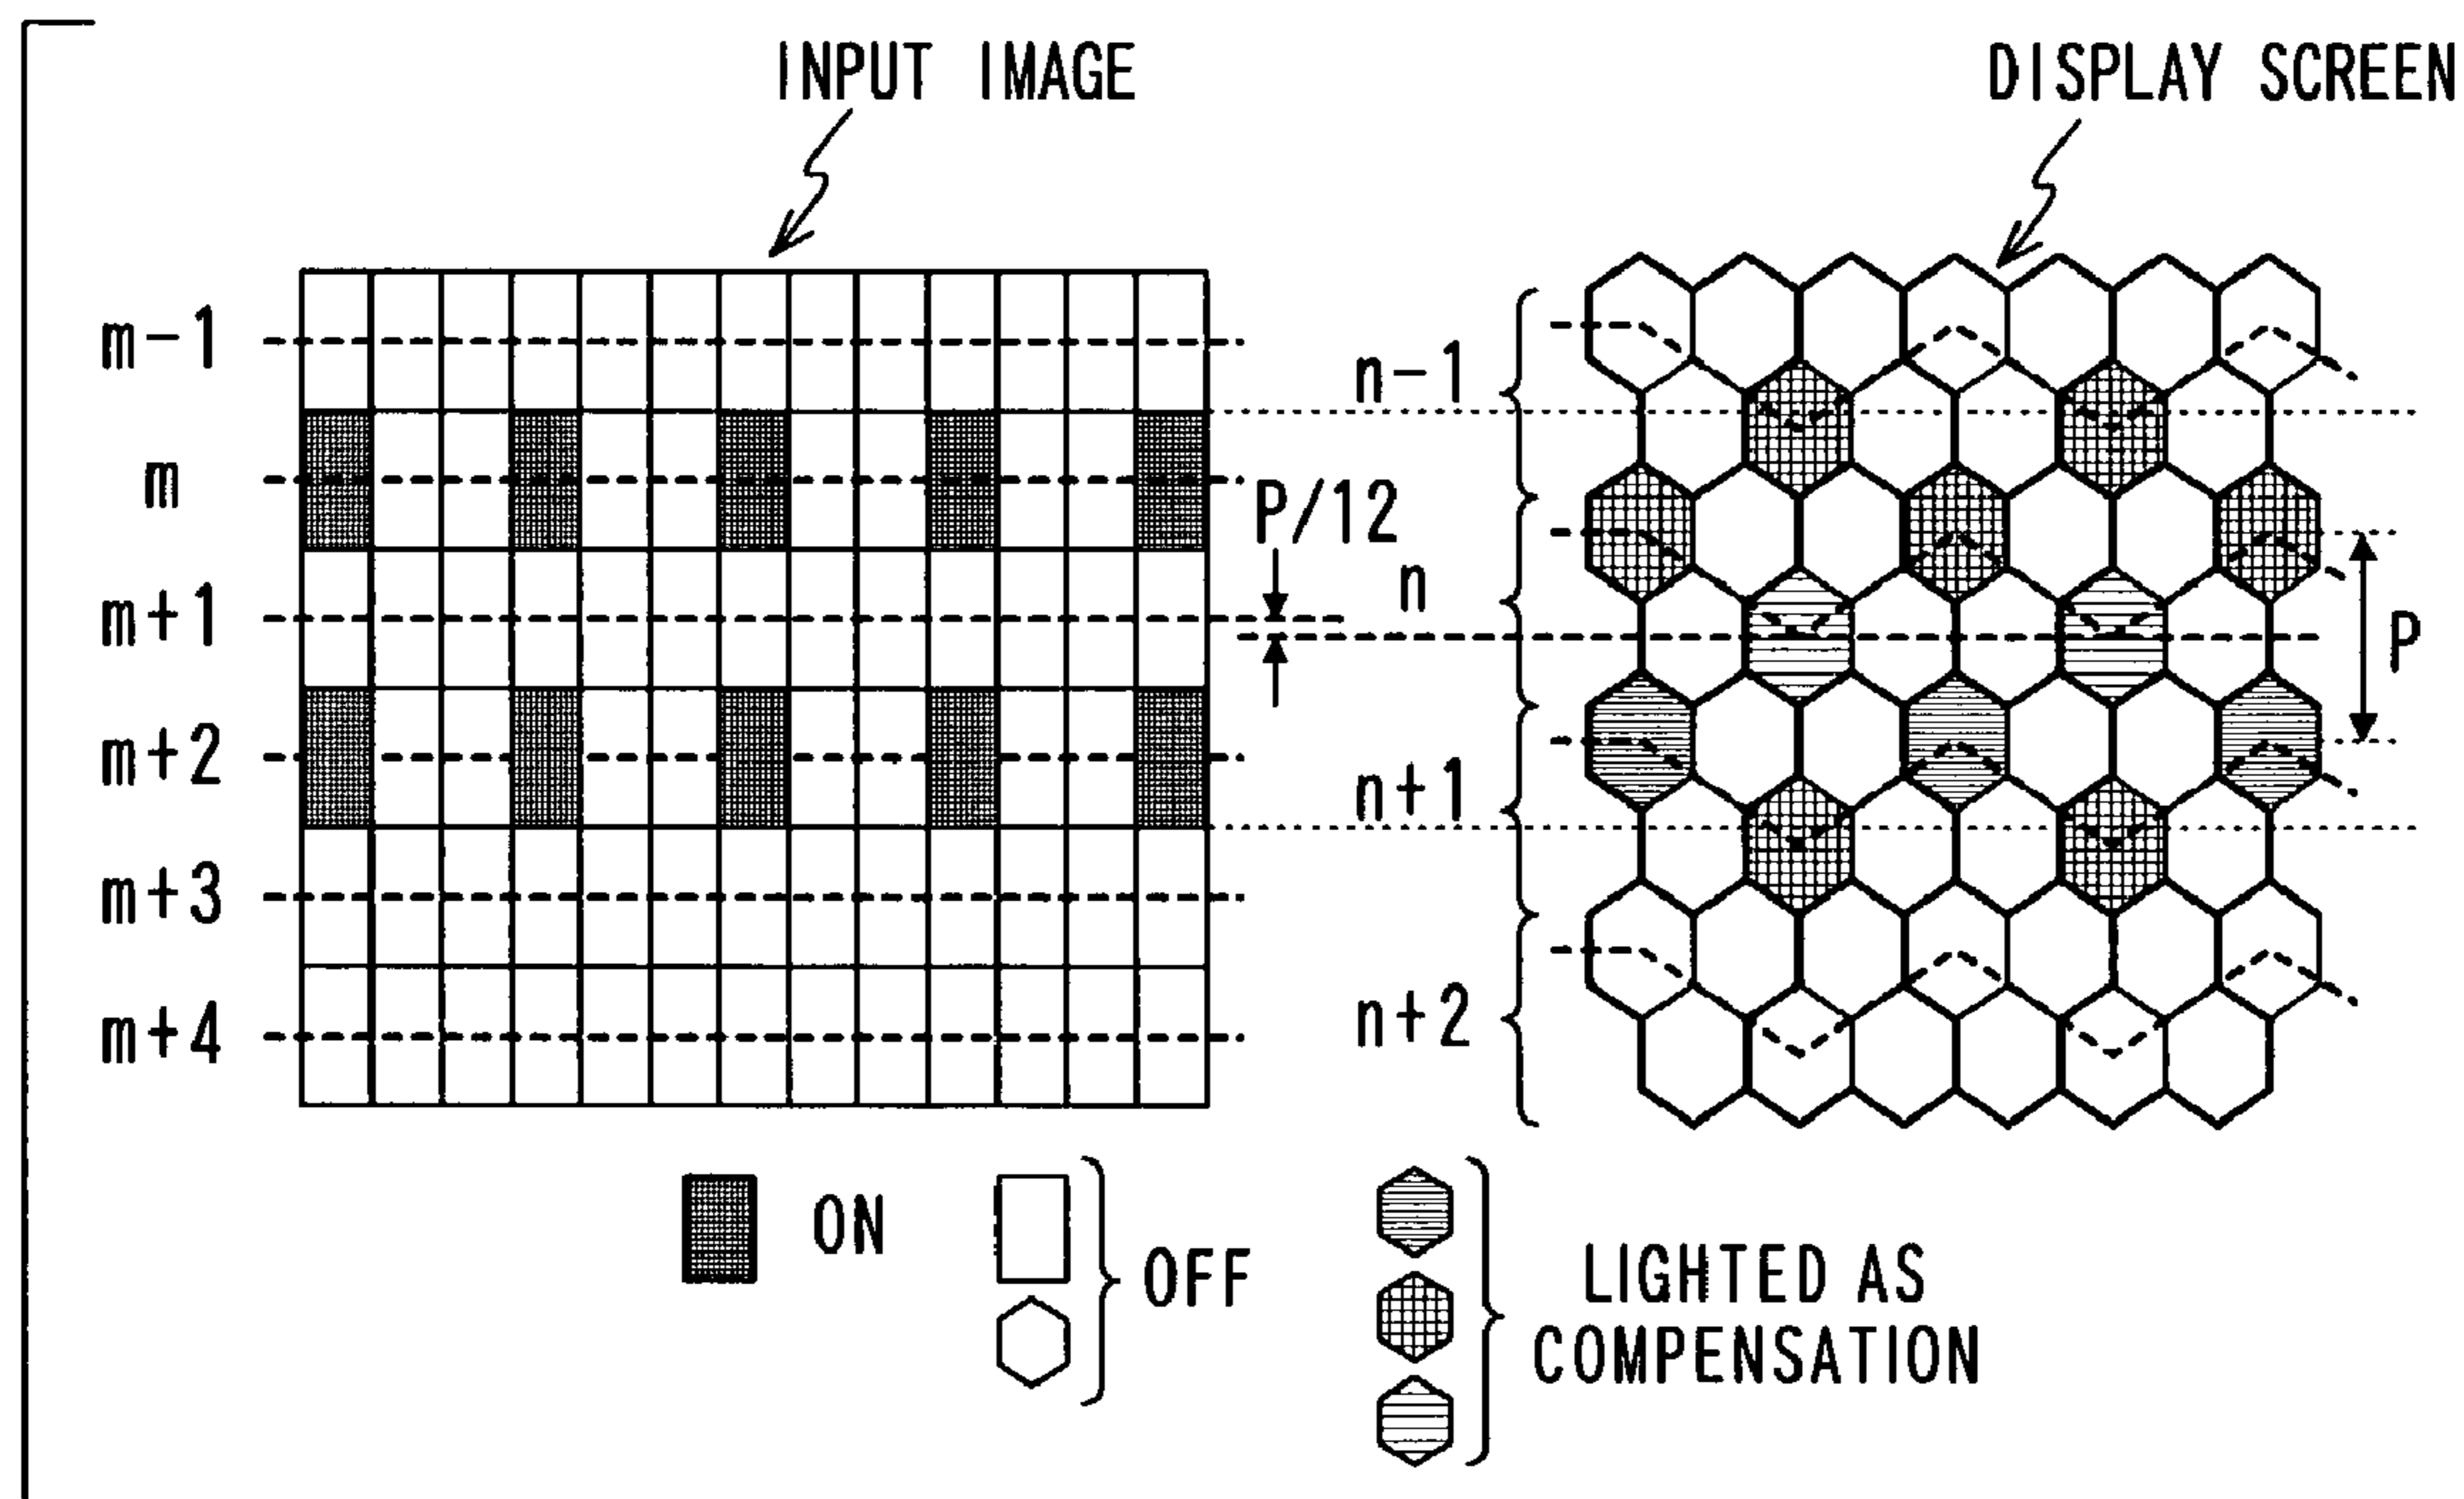 INPUT IMAGE
DISPLAY SCREEN
m-1
m
m+1
m+2
m+3
m+4
P/12
n-1
n
n+1
n+2
P
ON
OFF
LIGHTED AS
COMPENSATION